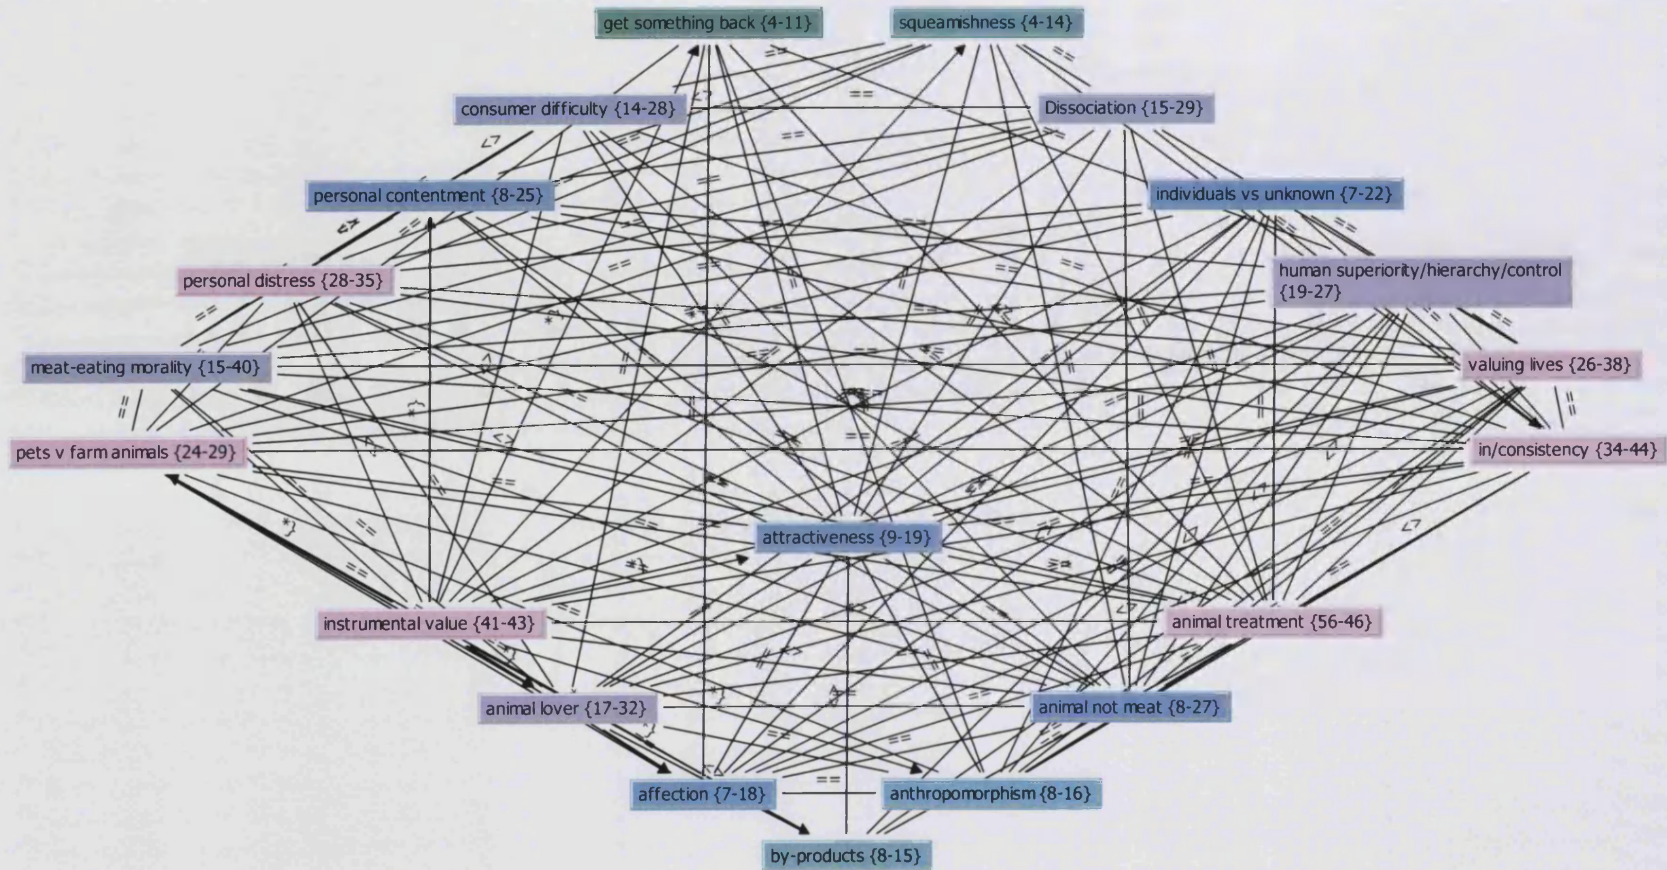 get something back {4-11}
squeamishness {4-14}
consumer difficulty {14-28}
Dissociation {15-29}
personal contentment {8-25}
individuals vs unknown {7-22}
personal distress {28-35}
human superiority/hierarchy/control
{19-27}
meat-eating morality {15-40}
valuing lives {26-38}
pets v farm animals {24-29}
in/consistency {34-44}
attractiveness {9-19}
instrumental value {41-43}
animal treatment {56-46}
animal lover {17-32}
animal not meat {8-27}
affection {7-18}
anthropomorphism {8-16}
by-products {8-15}